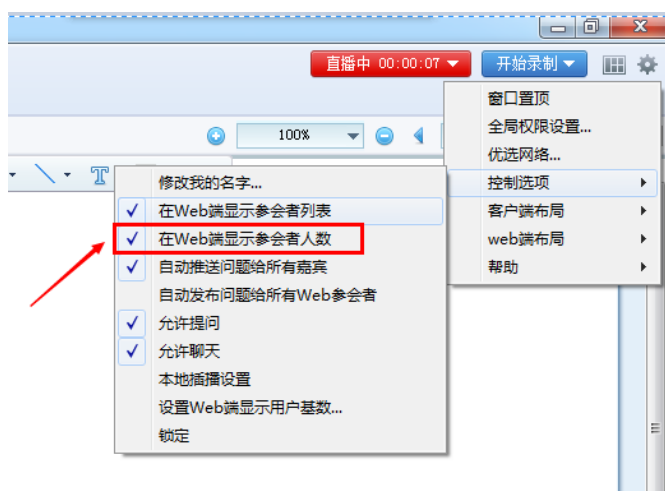 直播中 00:00:07
开始录制
100%
T
窗口置顶
全局权限设置...
优选网络...
控制选项
客户端布局
web端布局
帮助
修改我的名字...
在Web端显示参会者列表
在Web端显示参会者人数
自动推送问题给所有嘉宾
自动发布问题给所有Web参会者
允许提问
允许聊天
本地插播设置
设置Web端显示用户基数...
锁定